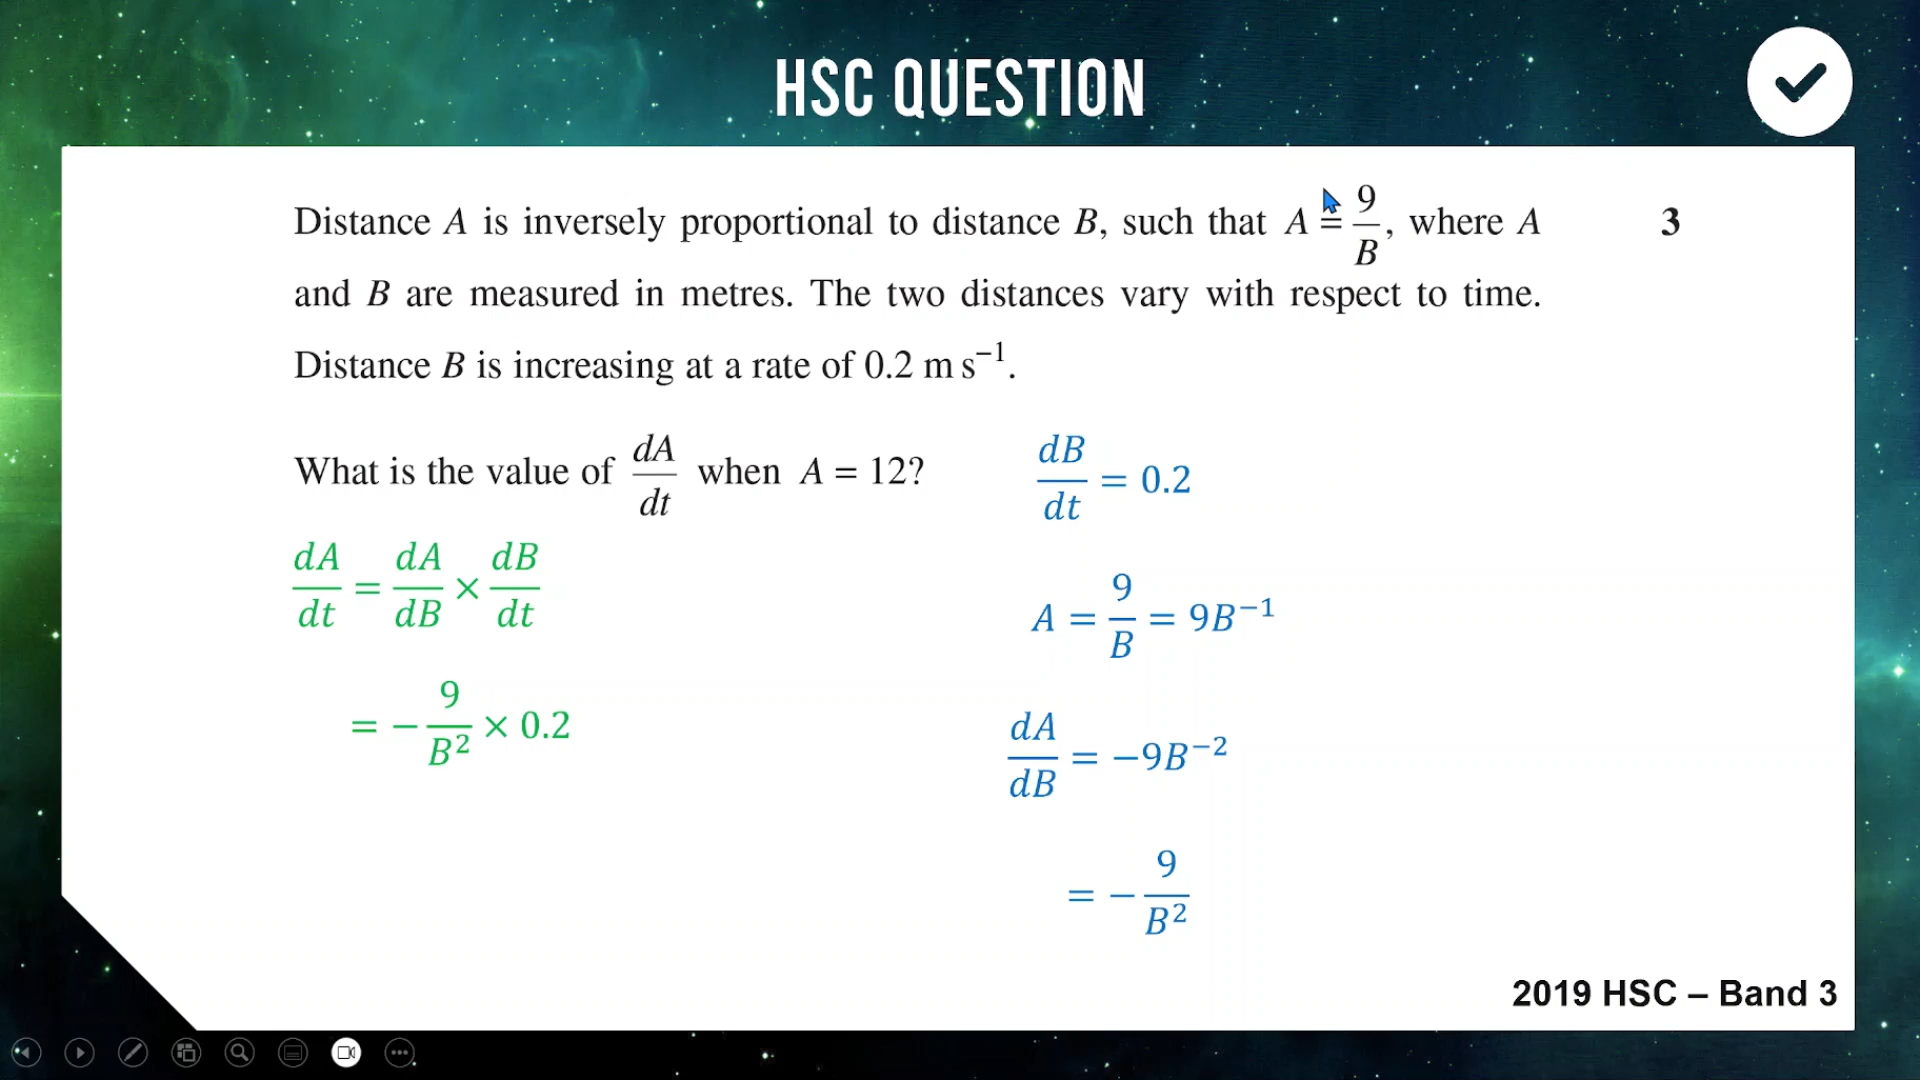 HSC QUESTION
Distance A is inversely proportional to distance B, such that A = 9/B, where A 3
and B are measured in metres. The two distances vary with respect to time.
Distance B is increasing at a rate of 0.2 m s⁻¹.
What is the value of dA/dt when A = 12?
dA/dt = dA/dB × dB/dt
= −9/B² × 0.2
dB/dt = 0.2
A = 9/B = 9B⁻¹
dA/dB = −9B⁻²
= −9/B²
2019 HSC – Band 3